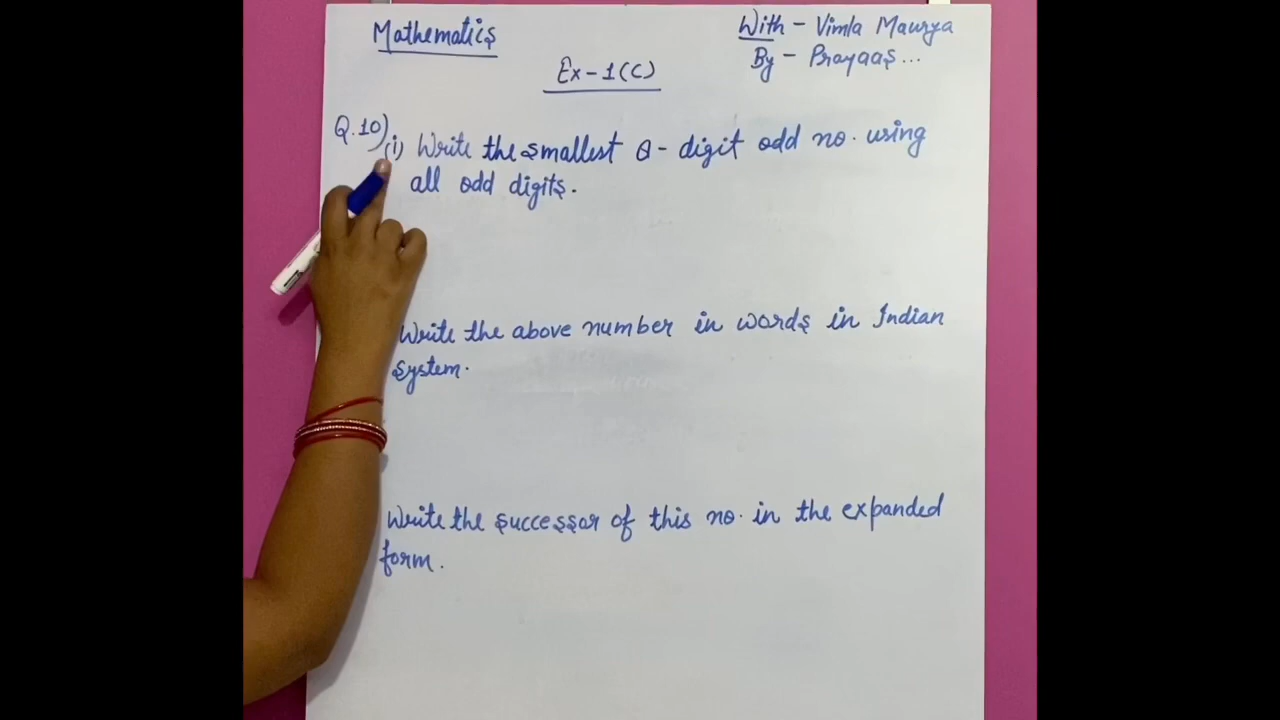 Mathematics
With - Vimla Maurya
By - Prayaas...
Ex-1(C)
Q.10)
(i) Write the smallest 8-digit odd no. using
all odd digits.
Write the above number in words in Indian
system.
Write the successor of this no. in the expanded
form.